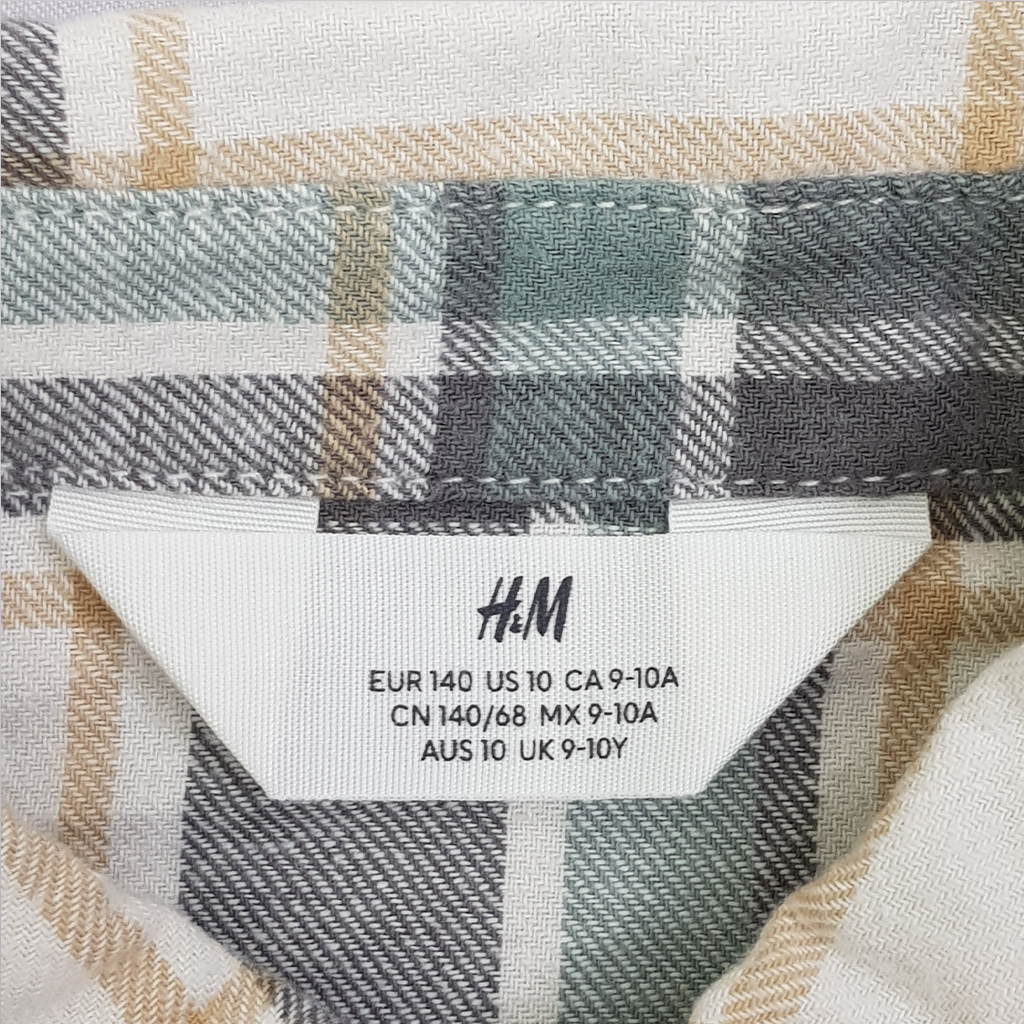 H&M
EUR 140 US 10 CA 9-10A
CN 140/68 MX 9-10A
AUS 10 UK 9-10Y